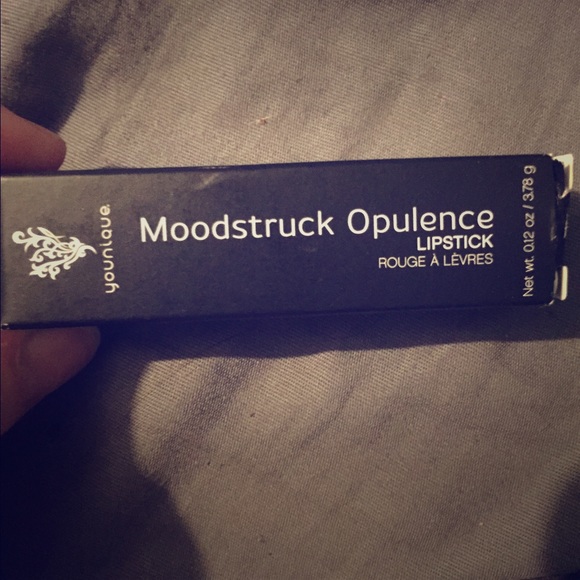 younique.
Moodstruck Opulence
LIPSTICK
ROUGE À LÈVRES
Net wt. 0.12 oz / 3.78 g